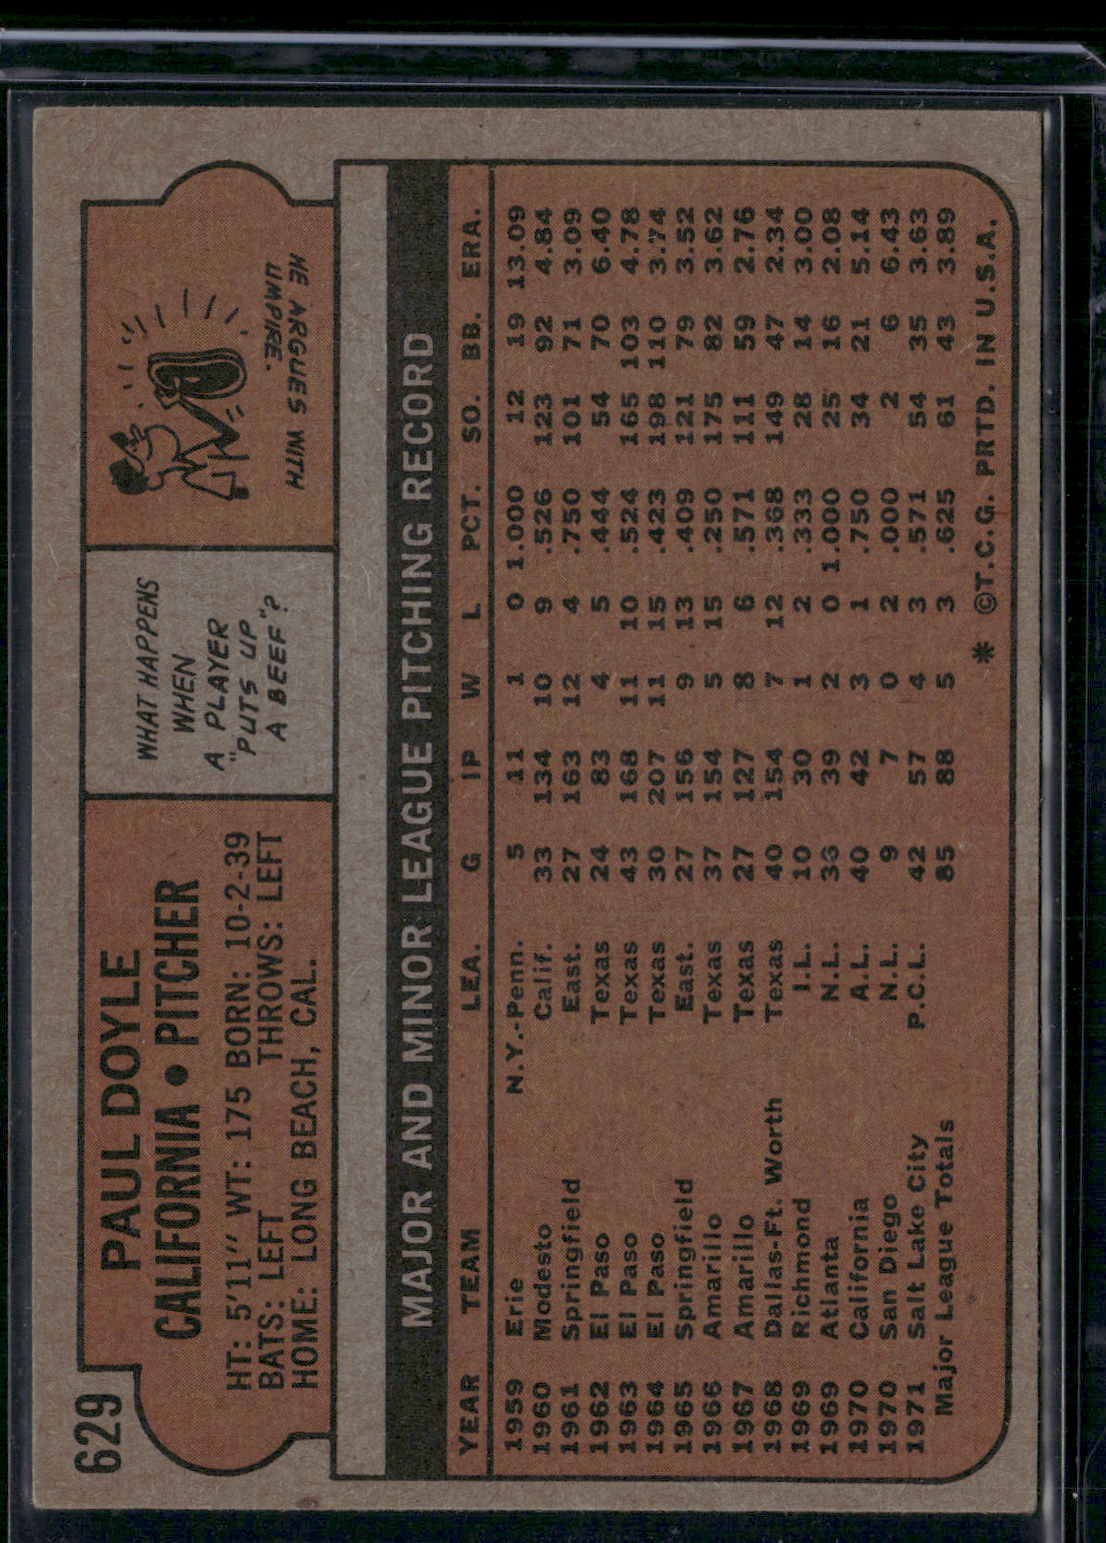 629
PAUL DOYLE
CALIFORNIA • PITCHER
HT: 5'11" WT: 175 BORN: 10-2-39
BATS: LEFT THROWS: LEFT
HOME: LONG BEACH, CAL.
WHAT HAPPENS
WHEN
A PLAYER
"PUTS UP
A BEEF"?
HE ARGUES WITH
UMPIRE.
MAJOR AND MINOR LEAGUE PITCHING RECORD
YEAR TEAM LEA. G IP W L PCT. SO. BB. ERA.
1959 Erie N.Y.-Penn. 5 11 1 0 1.000 12 19 13.09
1960 Modesto Calif. 33 134 10 9 .526 123 92 4.84
1961 Springfield East. 27 163 12 4 .750 101 71 3.09
1962 El Paso Texas 24 83 4 5 .444 54 70 6.40
1963 El Paso Texas 43 168 11 10 .524 165 103 4.78
1964 El Paso Texas 30 207 11 15 .423 198 110 3.74
1965 Springfield East. 27 156 9 13 .409 121 79 3.52
1966 Amarillo Texas 37 154 5 15 .250 175 82 3.62
1967 Amarillo Texas 27 127 8 6 .571 111 59 2.76
1968 Dallas-Ft. Worth Texas 40 154 7 12 .368 149 47 2.34
1969 Richmond I.L. 10 30 1 2 .333 28 14 3.00
1969 Atlanta N.L. 36 39 2 0 1.000 25 16 2.08
1970 California A.L. 40 42 3 1 .750 34 21 5.14
1970 San Diego N.L. 9 7 0 2 .000 2 6 6.43
1971 Salt Lake City P.C.L. 42 57 4 3 .571 54 35 3.63
Major League Totals 85 88 5 3 .625 61 43 3.89
* ©T.C.G. PRTD. IN U.S.A.